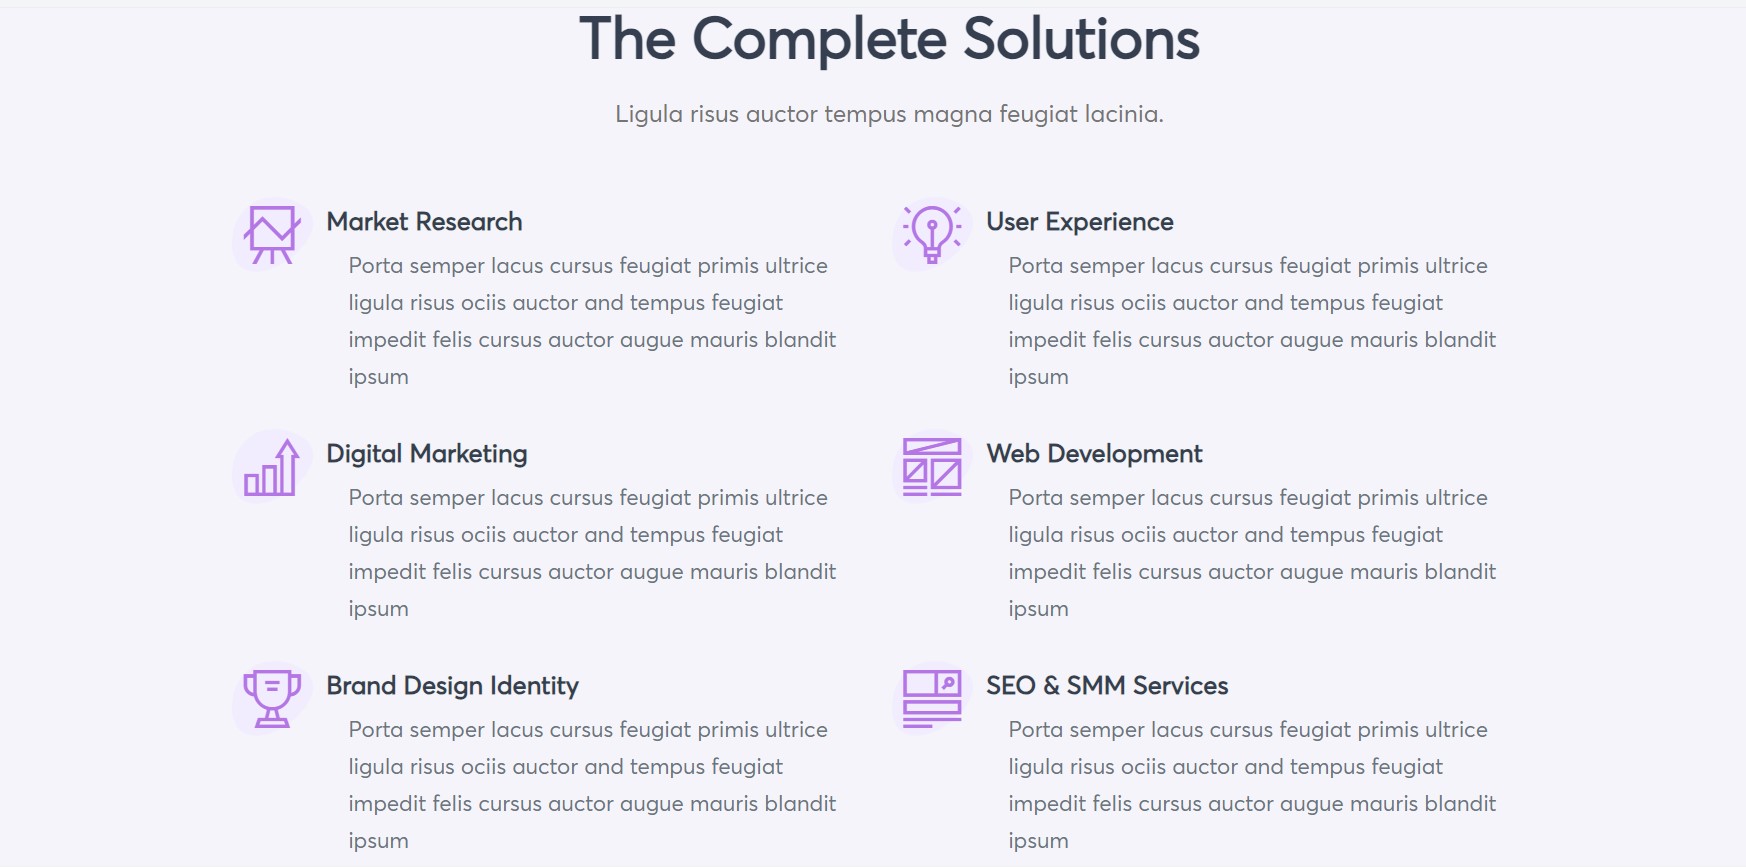 The Complete Solutions
Ligula risus auctor tempus magna feugiat lacinia.
Market Research
Porta semper lacus cursus feugiat primis ultrice
ligula risus ociis auctor and tempus feugiat
impedit felis cursus auctor augue mauris blandit
ipsum
User Experience
Porta semper lacus cursus feugiat primis ultrice
ligula risus ociis auctor and tempus feugiat
impedit felis cursus auctor augue mauris blandit
ipsum
Digital Marketing
Porta semper lacus cursus feugiat primis ultrice
ligula risus ociis auctor and tempus feugiat
impedit felis cursus auctor augue mauris blandit
ipsum
Web Development
Porta semper lacus cursus feugiat primis ultrice
ligula risus ociis auctor and tempus feugiat
impedit felis cursus auctor augue mauris blandit
ipsum
Brand Design Identity
Porta semper lacus cursus feugiat primis ultrice
ligula risus ociis auctor and tempus feugiat
impedit felis cursus auctor augue mauris blandit
ipsum
SEO & SMM Services
Porta semper lacus cursus feugiat primis ultrice
ligula risus ociis auctor and tempus feugiat
impedit felis cursus auctor augue mauris blandit
ipsum